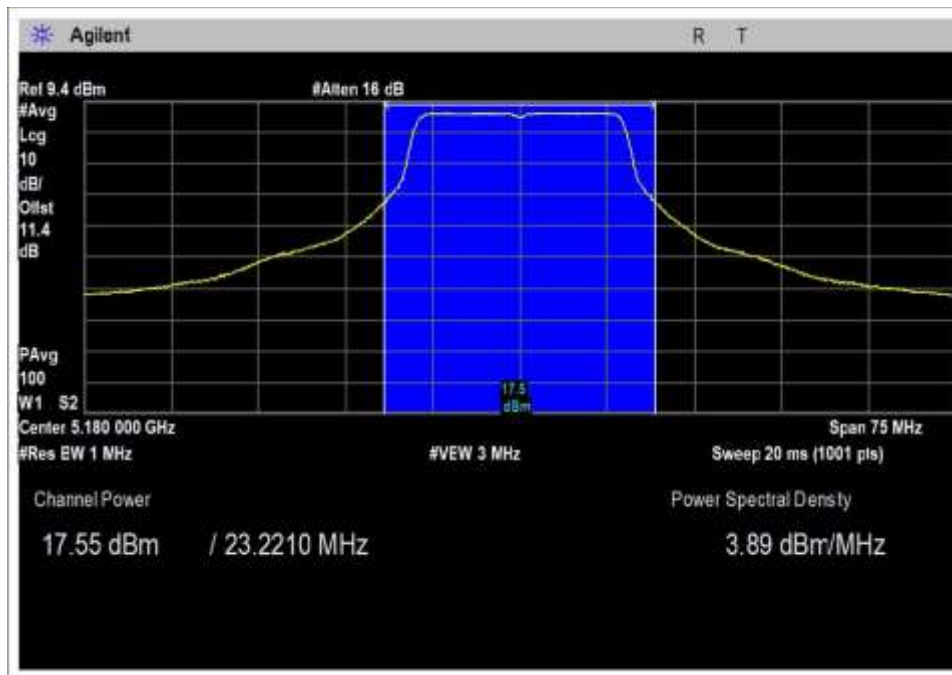 Agilent R T
Ref 9.4 dBm #Atten 16 dB
#Avg
Log
10
dB/
Offst
11.4
dB
PAvg
100
W1 S2
17.5
dBm
Center 5.180 000 GHz Span 75 MHz
#Res BW 1 MHz #VBW 3 MHz Sweep 20 ms (1001 pts)
Channel Power Power Spectral Density
17.55 dBm / 23.2210 MHz 3.89 dBm/MHz